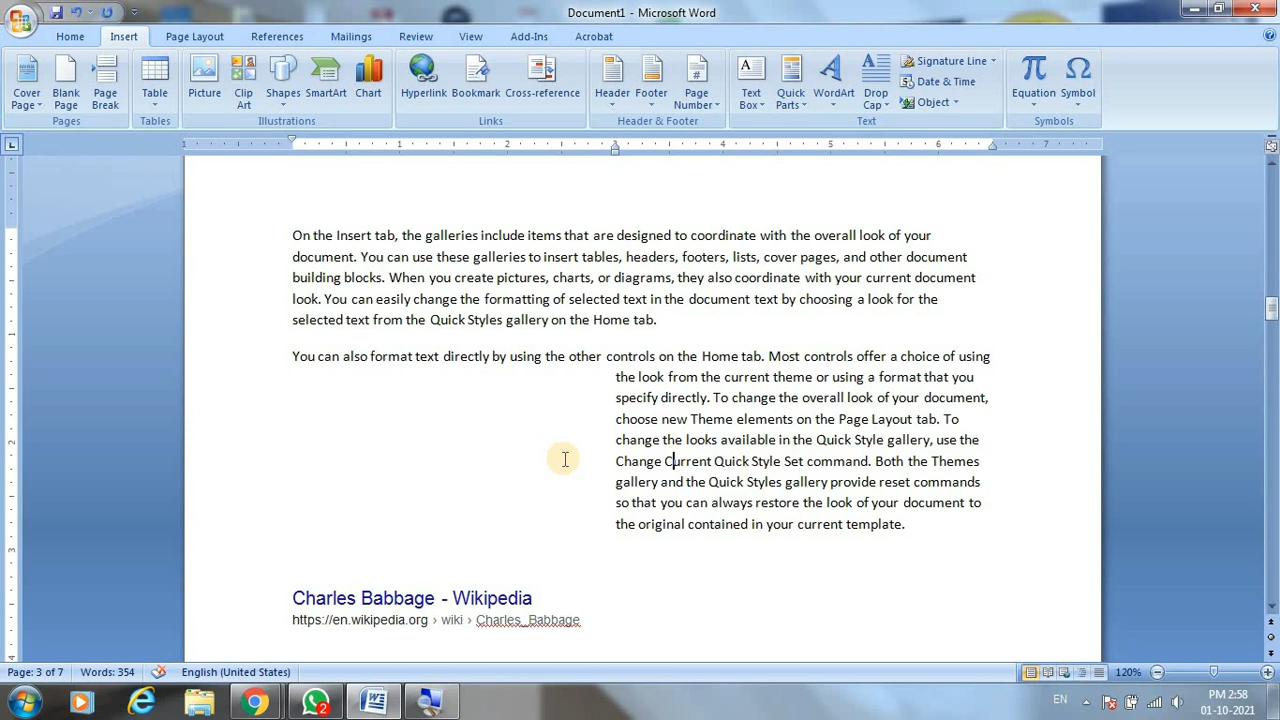 Document1 - Microsoft Word
Home Insert Page Layout References Mailings Review View Add-Ins Acrobat
Cover Page Blank Page Page Break Table Picture Clip Art Shapes SmartArt Chart Hyperlink Bookmark Cross-reference Header Footer Page Number Text Box Quick Parts WordArt Drop Cap Signature Line Date & Time Object Equation Symbol
Pages Tables Illustrations Links Header & Footer Text Symbols
1 1 2 4 5 6 7
On the Insert tab, the galleries include items that are designed to coordinate with the overall look of your
document. You can use these galleries to insert tables, headers, footers, lists, cover pages, and other document
building blocks. When you create pictures, charts, or diagrams, they also coordinate with your current document
look. You can easily change the formatting of selected text in the document text by choosing a look for the
selected text from the Quick Styles gallery on the Home tab.
You can also format text directly by using the other controls on the Home tab. Most controls offer a choice of using
the look from the current theme or using a format that you
specify directly. To change the overall look of your document,
choose new Theme elements on the Page Layout tab. To
change the looks available in the Quick Style gallery, use the
Change Current Quick Style Set command. Both the Themes
gallery and the Quick Styles gallery provide reset commands
so that you can always restore the look of your document to
the original contained in your current template.
Charles Babbage - Wikipedia
https://en.wikipedia.org › wiki › Charles_Babbage
Page: 3 of 7 Words: 354 English (United States) 120%
2 EN PM 2:58
01-10-2021